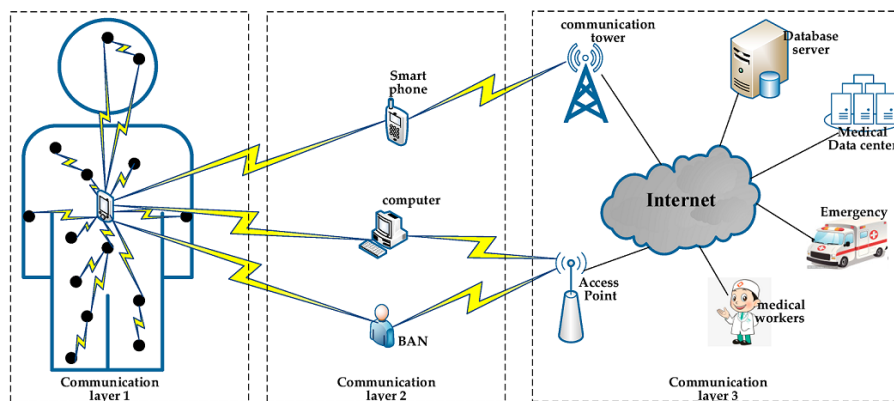 communication
tower
Database
server
Smart
phone
Medical
Data center
computer
Internet
Emergency
Access
Point
BAN
medical
workers
Communication
layer 1
Communication
layer 2
Communication
layer 3